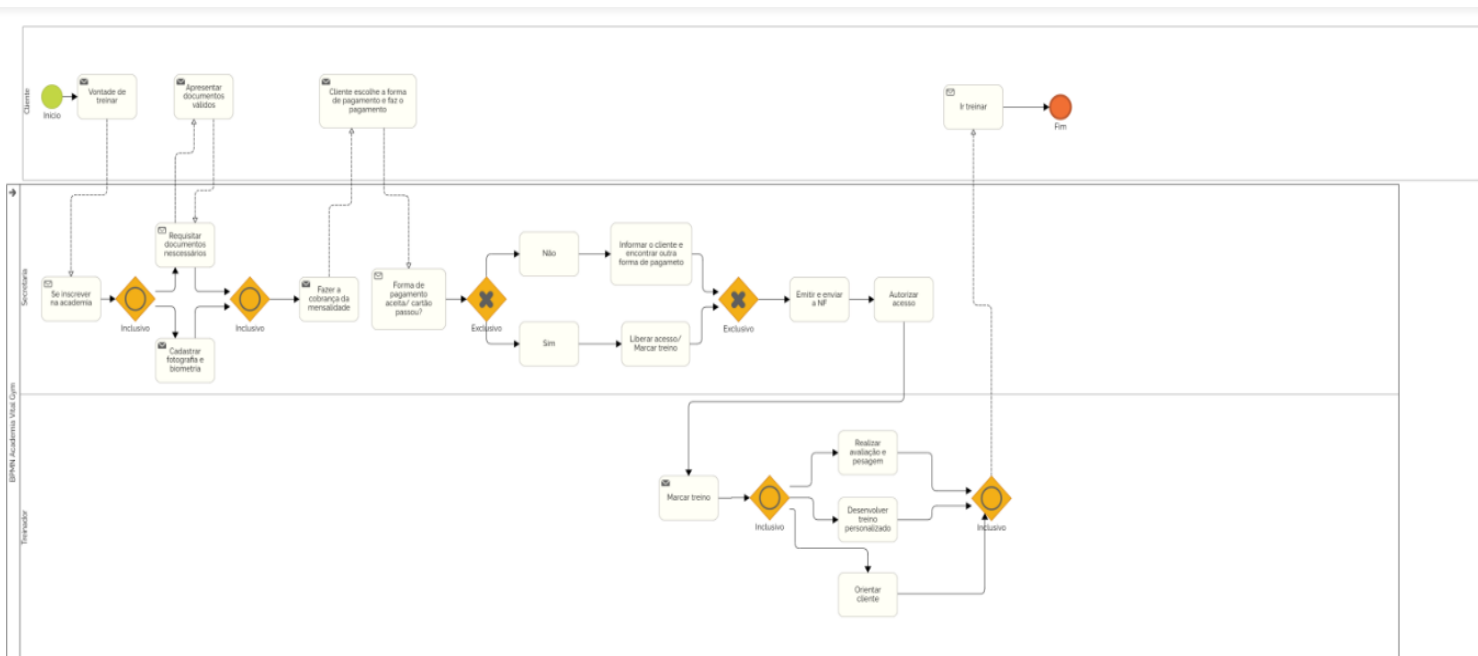 Cliente
Início
Vontade de
treinar
Apresentar
documentos
válidos
Cliente escolhe a forma
de pagamento e faz o
pagamento
Ir treinar
Fim
BPMN Academia Vital Gym
Secretaria
Se inscrever
na academia
Inclusivo
Requisitar
documentos
nescessários
Cadastrar
fotografia e
biometria
Inclusivo
Fazer a
cobrança da
mensalidade
Forma de
pagamento
aceita/ cartão
passou?
Exclusivo
Não
Informar o cliente e
encontrar outra
forma de pagameto
Sim
Liberar acesso/
Marcar treino
Exclusivo
Emitir e enviar
a NF
Autorizar
acesso
Treinador
Marcar treino
Inclusivo
Realizar
avaliação e
pesagem
Desenvolver
treino
personalizado
Orientar
cliente
Inclusivo